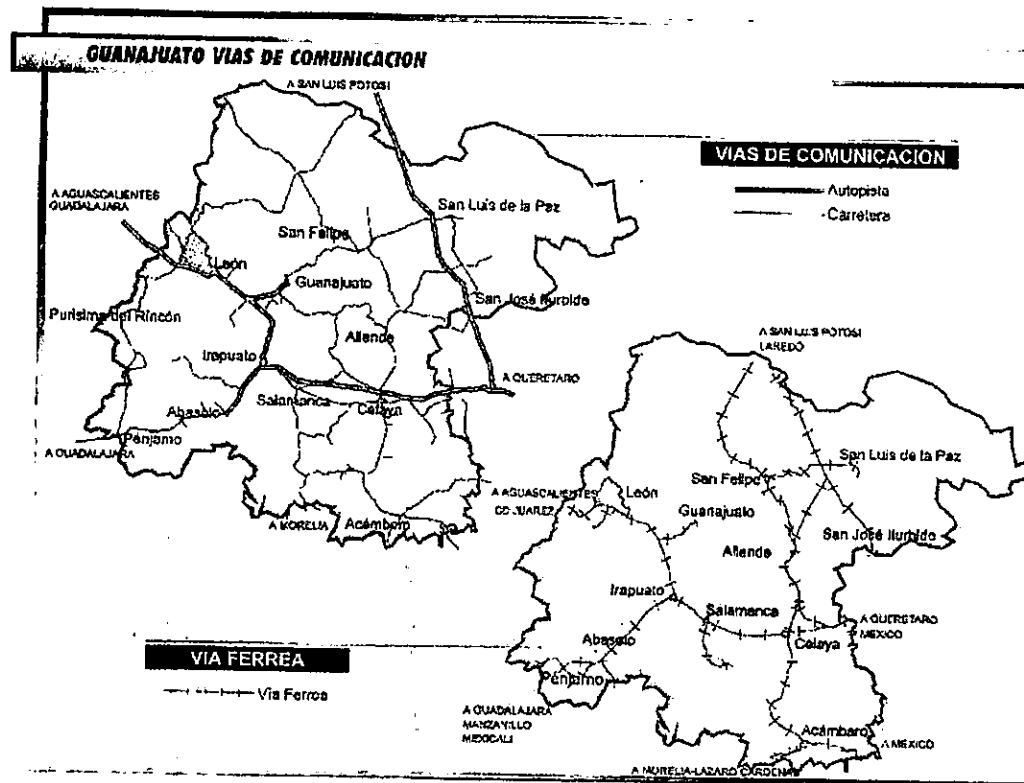 GUANAJUATO VIAS DE COMUNICACION
A SAN LUIS POTOSI
VIAS DE COMUNICACION
Autopista
Carretera
A AGUASCALIENTES
GUADALAJARA
San Luis de la Paz
San Felipe
León
Guanajuato
San José Iturbide
Purisima del Rincón
Allende
Irapuato
A QUERETARO
Salamanca
Celaya
Abasolo
Pénjamo
A GUADALAJARA
A MORELIA
Acámbaro
A SAN LUIS POTOSI
LAREDO
San Luis de la Paz
San Felipe
A AGUASCALIENTES
CD JUAREZ
León
Guanajuato
San José Iturbide
Allende
Irapuato
Salamanca
A QUERETARO
MEXICO
Celaya
Abasolo
VIA FERREA
Via Ferrea
Pénjamo
A GUADALAJARA
MANZANILLO
MEXICALI
Acámbaro
A MEXICO
A MORELIA-LAZARO CARDENAS